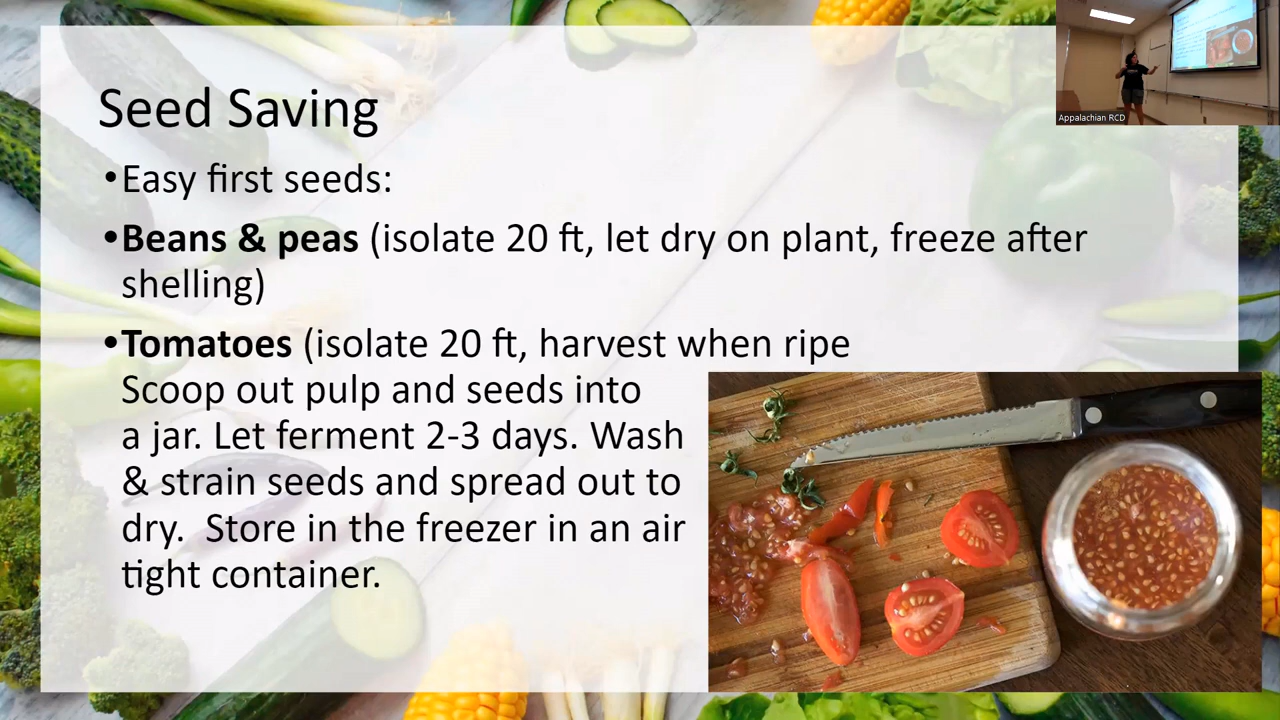 Seed Saving
•Easy first seeds:
•Beans & peas (isolate 20 ft, let dry on plant, freeze after
shelling)
•Tomatoes (isolate 20 ft, harvest when ripe
Scoop out pulp and seeds into
a jar. Let ferment 2-3 days. Wash
& strain seeds and spread out to
dry.  Store in the freezer in an air
tight container.
Appalachian RCD